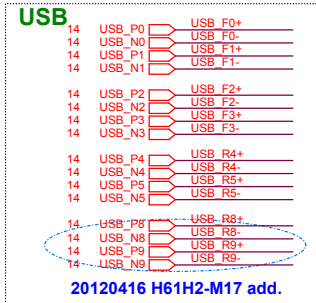 USB
14 USB_P0 USB_F0+
14 USB_N0 USB_F0-
14 USB_P1 USB_F1+
14 USB_N1 USB_F1-
14 USB_P2 USB_F2+
14 USB_N2 USB_F2-
14 USB_P3 USB_F3+
14 USB_N3 USB_F3-
14 USB_P4 USB_R4+
14 USB_N4 USB_R4-
14 USB_P5 USB_R5+
14 USB_N5 USB_R5-
14 USB_P8 USB_R8+
14 USB_N8 USB_R8-
14 USB_P9 USB_R9+
14 USB_N9 USB_R9-
20120416 H61H2-M17 add.